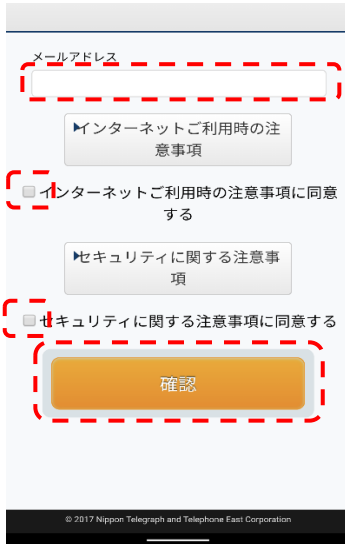 メールアドレス
インターネットご利用時の注
意事項
インターネットご利用時の注意事項に同意
する
セキュリティに関する注意事
項
セキュリティに関する注意事項に同意する
確認
© 2017 Nippon Telegraph and Telephone East Corporation